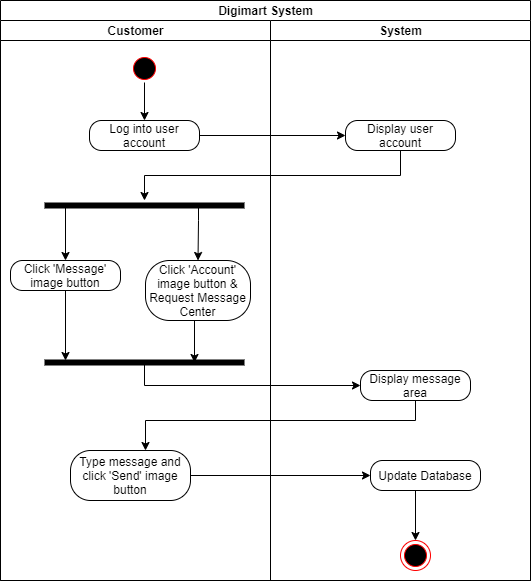 Digimart System
Customer
System
Log into user
account
Display user
account
Click 'Message'
image button
Click 'Account'
image button &
Request Message
Center
Display message
area
Type message and
click 'Send' image
button
Update Database